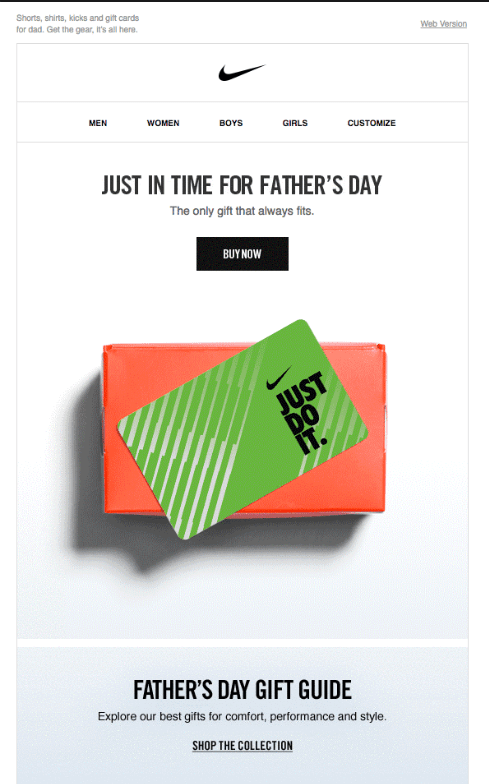 Shorts, shirts, kicks and gift cards
for dad. Get the gear, it's all here.
Web Version
MEN WOMEN BOYS GIRLS CUSTOMIZE
JUST IN TIME FOR FATHER'S DAY
The only gift that always fits.
BUY NOW
JUST
DO
IT.
FATHER'S DAY GIFT GUIDE
Explore our best gifts for comfort, performance and style.
SHOP THE COLLECTION